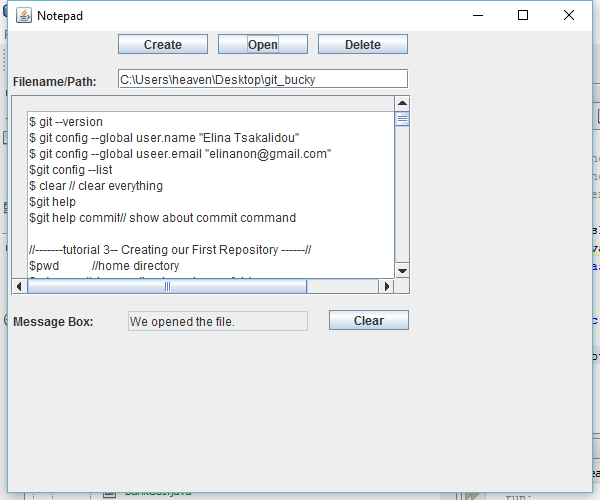 Notepad
Create Open Delete
Filename/Path: C:\Users\heaven\Desktop\git_bucky
$ git --version
$ git config --global user.name "Elina Tsakalidou"
$ git config --global useer.email "elinanon@gmail.com"
$git config --list
$ clear // clear everything
$git help
$git help commit// show about commit command
//-------tutorial 3-- Creating our First Repository ------//
$pwd //home directory
Message Box: We opened the file. Clear
run: